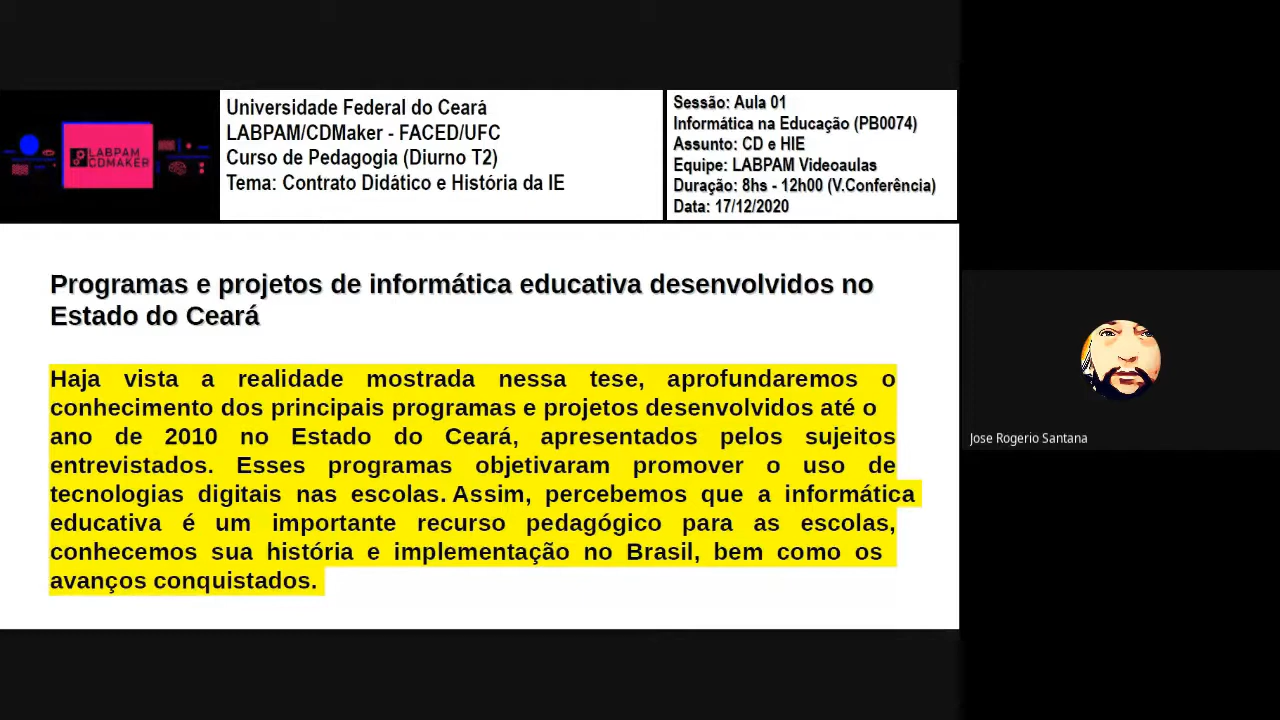 LABPAM
CDMAKER
Universidade Federal do Ceará
LABPAM/CDMaker - FACED/UFC
Curso de Pedagogia (Diurno T2)
Tema: Contrato Didático e História da IE
Sessão: Aula 01
Informática na Educação (PB0074)
Assunto: CD e HIE
Equipe: LABPAM Videoaulas
Duração: 8hs - 12h00 (V.Conferência)
Data: 17/12/2020
Programas e projetos de informática educativa desenvolvidos no
Estado do Ceará
Haja vista a realidade mostrada nessa tese, aprofundaremos o
conhecimento dos principais programas e projetos desenvolvidos até o
ano de 2010 no Estado do Ceará, apresentados pelos sujeitos
entrevistados. Esses programas objetivaram promover o uso de
tecnologias digitais nas escolas. Assim, percebemos que a informática
educativa é um importante recurso pedagógico para as escolas,
conhecemos sua história e implementação no Brasil, bem como os
avanços conquistados.
Jose Rogerio Santana